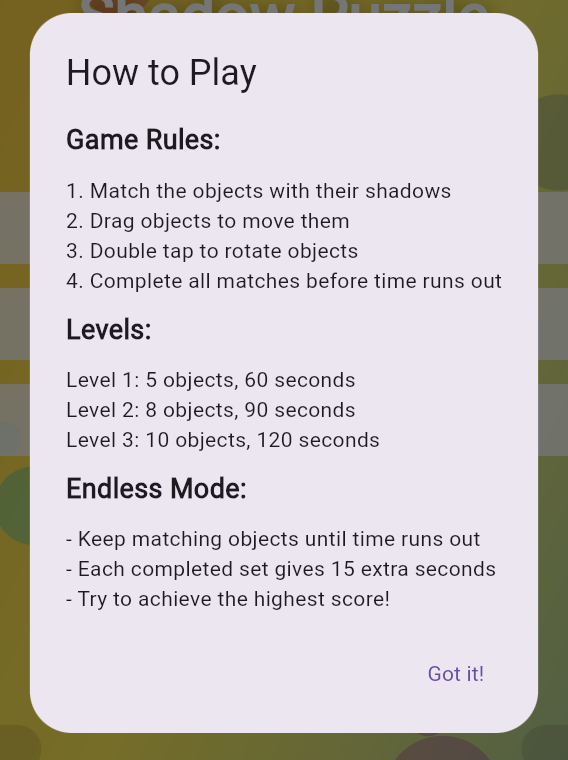 Shadow Puzzle
How to Play
Game Rules:
1. Match the objects with their shadows
2. Drag objects to move them
3. Double tap to rotate objects
4. Complete all matches before time runs out
Levels:
Level 1: 5 objects, 60 seconds
Level 2: 8 objects, 90 seconds
Level 3: 10 objects, 120 seconds
Endless Mode:
- Keep matching objects until time runs out
- Each completed set gives 15 extra seconds
- Try to achieve the highest score!
Got it!